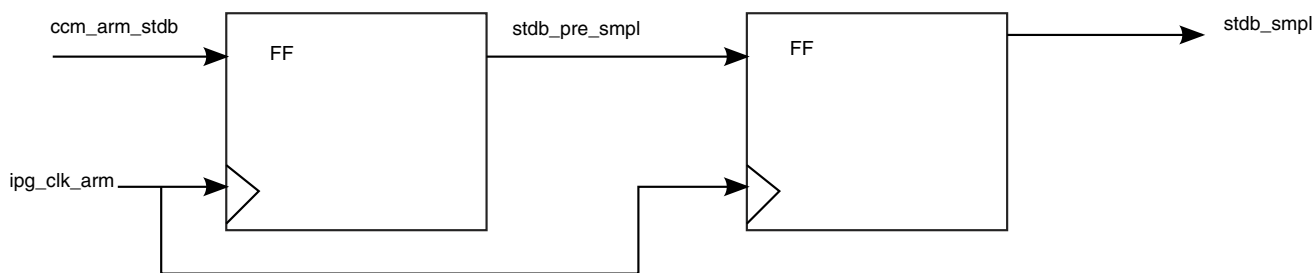 ccm_arm_stdb
FF
stdb_pre_smpl
FF
stdb_smpl
ipg_clk_arm